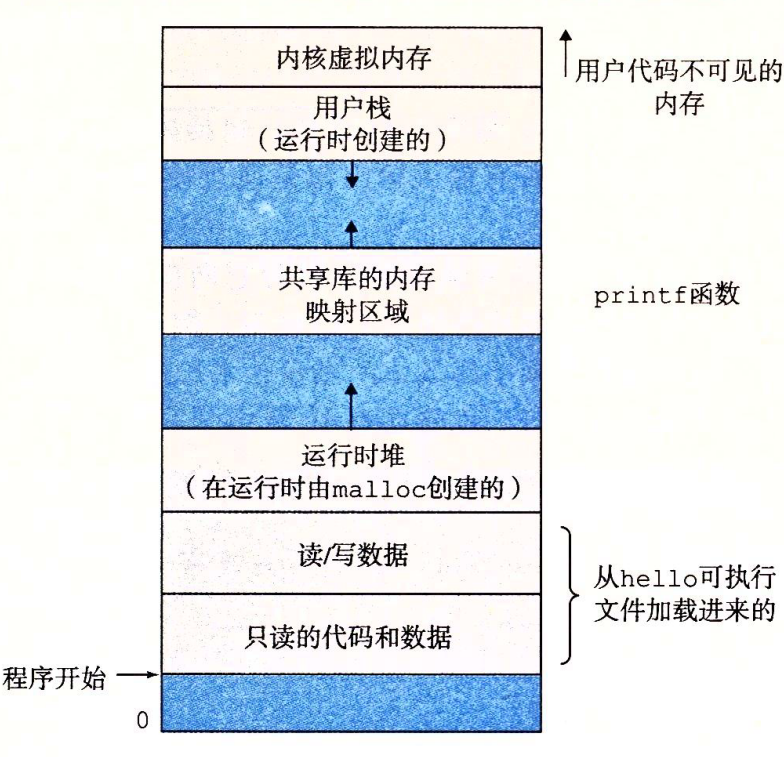 内核虚拟内存
用户代码不可见的
内存
用户栈
(运行时创建的)
共享库的内存
映射区域
printf函数
运行时堆
(在运行时由malloc创建的)
读/写数据
从hello可执行
文件加载进来的
只读的代码和数据
程序开始
0